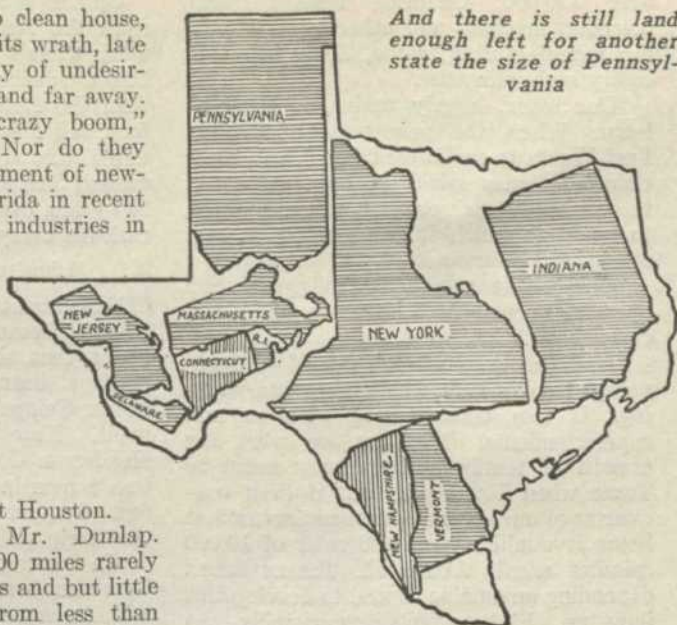 clean house,
its wrath, late
y of undesir-
and far away.
crazy boom,"
Nor do they
ment of new-
rida in recent
industries in
And there is still land
enough left for another
state the size of Pennsyl-
vania
PENNSYLVANIA
NEW
JERSEY
DELAWARE
MASSACHUSETTS
CONNECTICUT
R.I.
NEW YORK
INDIANA
NEW HAMPSHIRE
VERMONT
t Houston.
Mr. Dunlap.
00 miles rarely
s and but little
rom less than